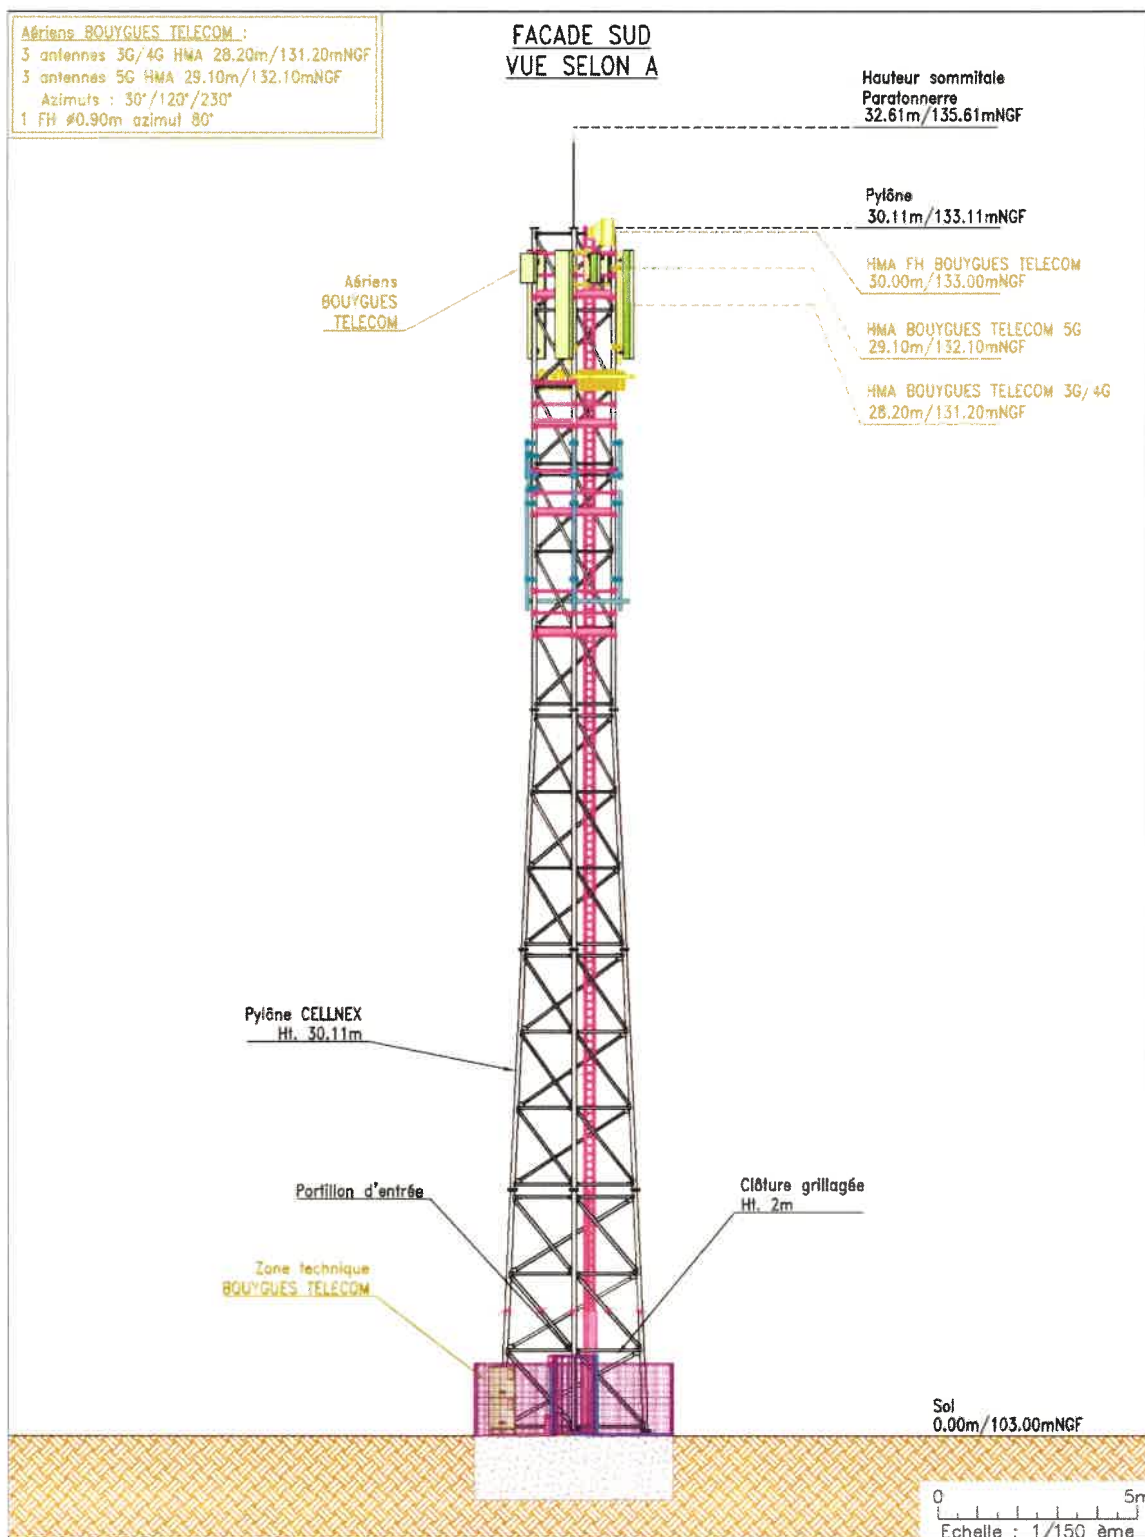 Aériens BOUYGUES TELECOM :
3 antennes 3G/4G HMA 28.20m/131.20mNGF
3 antennes 5G HMA 29.10m/132.10mNGF
Azimuts : 30°/120°/230°
1 FH ø0.90m azimut 80°
FACADE SUD
VUE SELON A
Hauteur sommitale
Paratonnerre
32.61m/135.61mNGF
Pylône
30.11m/133.11mNGF
HMA FH BOUYGUES TELECOM
30.00m/133.00mNGF
Aériens
BOUYGUES
TELECOM
HMA BOUYGUES TELECOM 5G
29.10m/132.10mNGF
HMA BOUYGUES TELECOM 3G/4G
28.20m/131.20mNGF
Pylône CELLNEX
Ht. 30.11m
Portillon d'entrée
Clôture grillagée
Ht. 2m
Zone technique
BOUYGUES TELECOM
Sol
0.00m/103.00mNGF
0 5m
Echelle : 1/150 ème